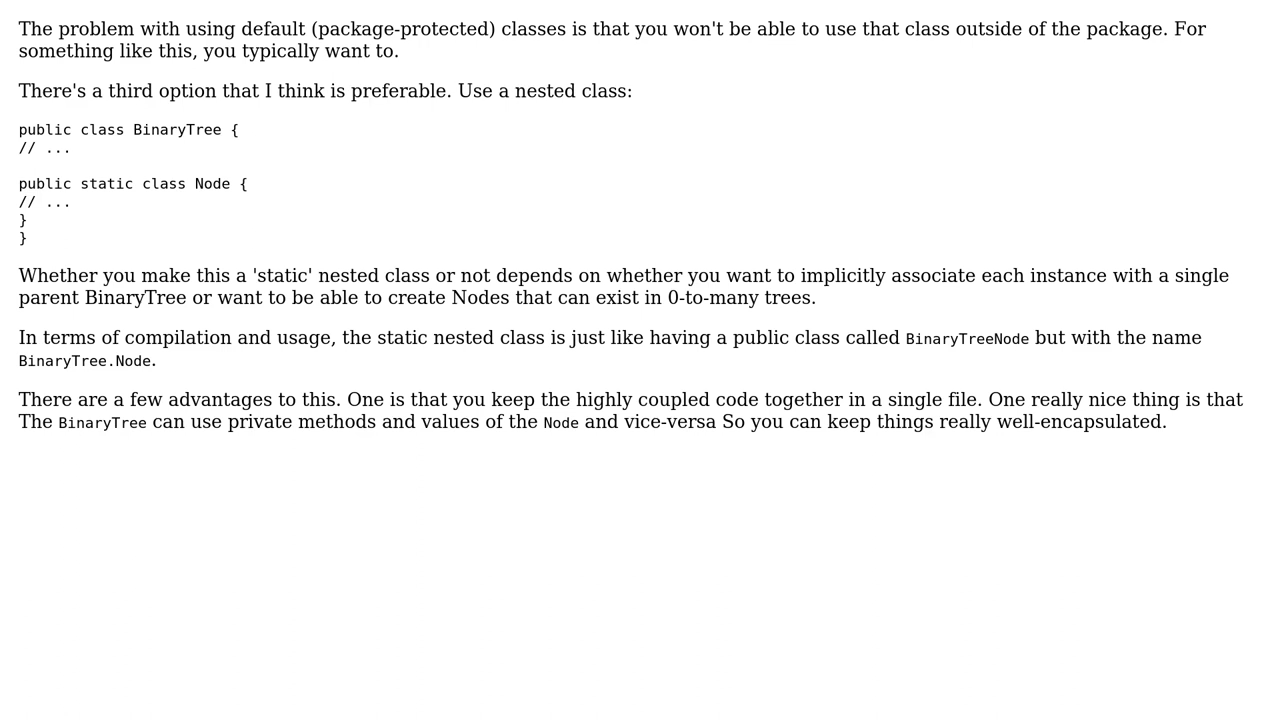 The problem with using default (package-protected) classes is that you won't be able to use that class outside of the package. For
something like this, you typically want to.
There's a third option that I think is preferable. Use a nested class:
public class BinaryTree {
// ...
public static class Node {
// ...
}
}
Whether you make this a 'static' nested class or not depends on whether you want to implicitly associate each instance with a single
parent BinaryTree or want to be able to create Nodes that can exist in 0-to-many trees.
In terms of compilation and usage, the static nested class is just like having a public class called BinaryTreeNode but with the name
BinaryTree.Node.
There are a few advantages to this. One is that you keep the highly coupled code together in a single file. One really nice thing is that
The BinaryTree can use private methods and values of the Node and vice-versa So you can keep things really well-encapsulated.